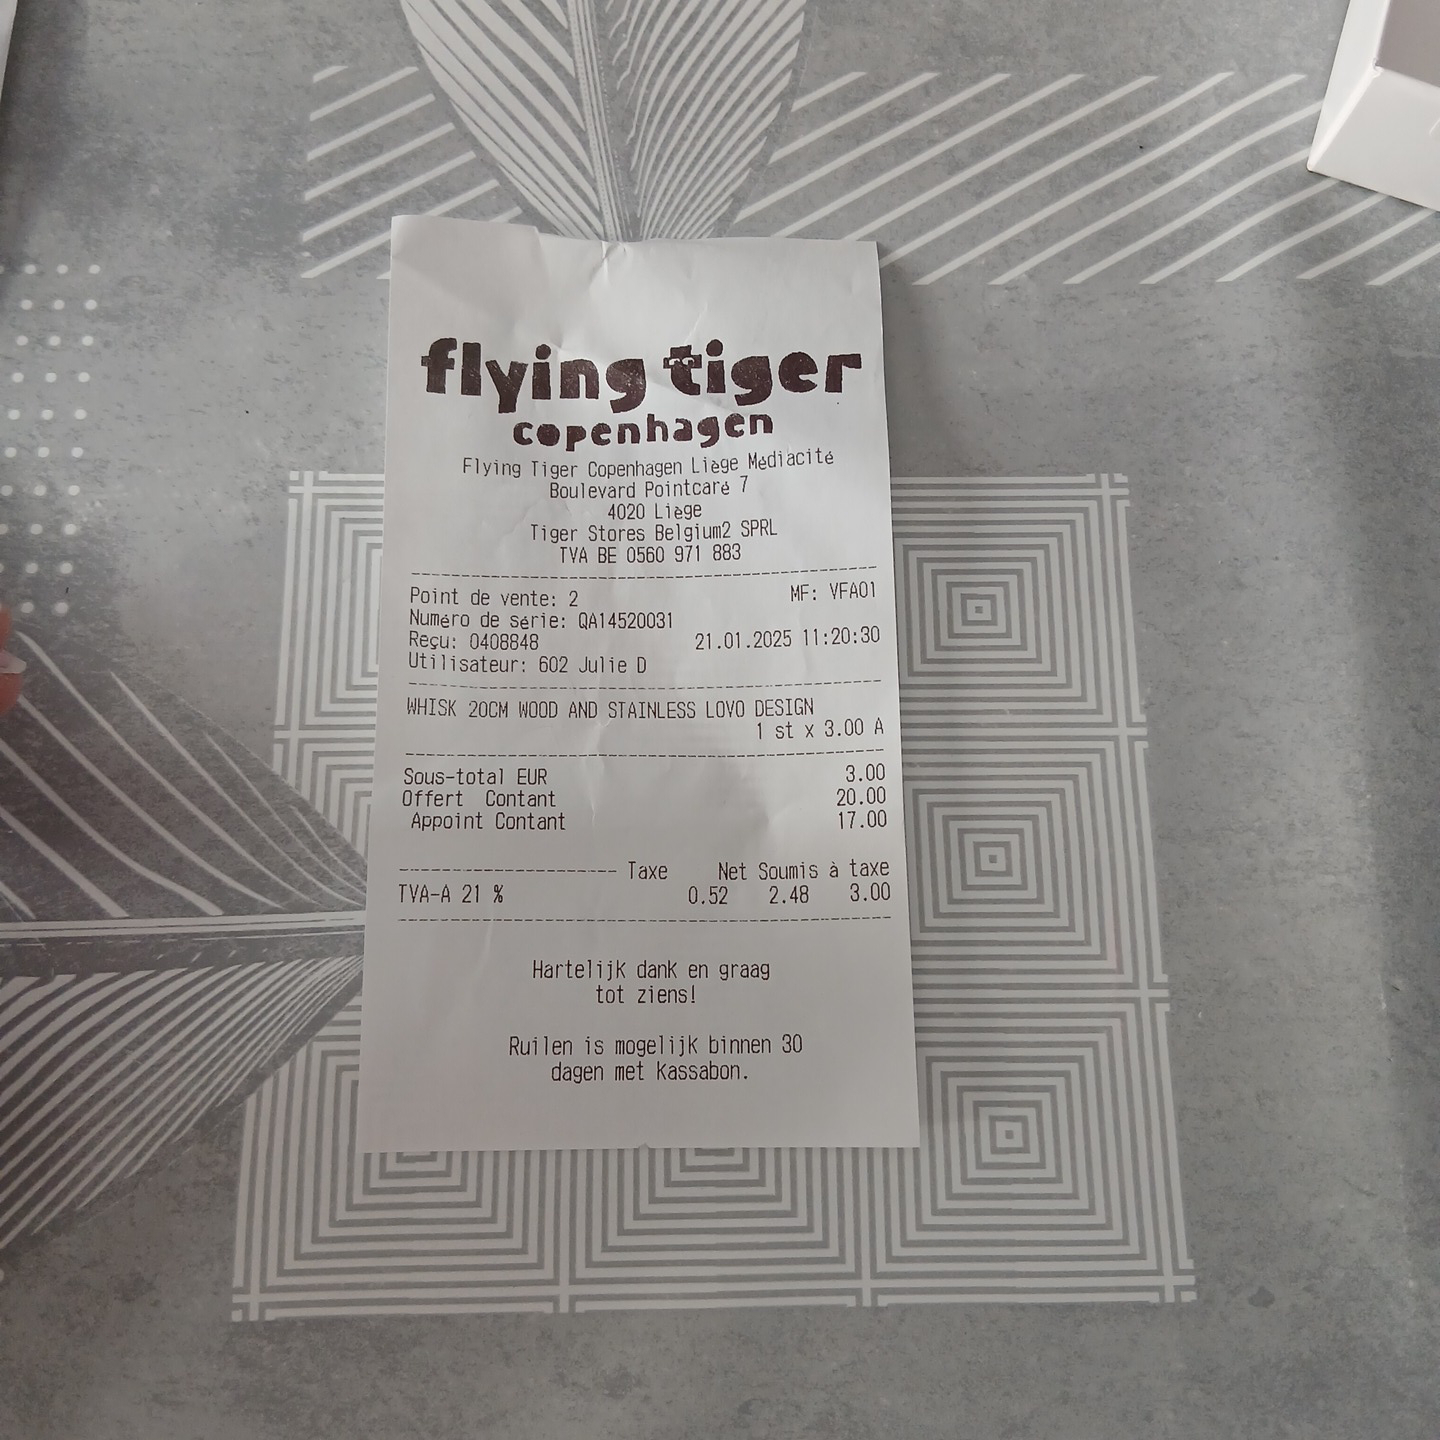 flying tiger
copenhagen
Flying Tiger Copenhagen Liège Médiacité
Boulevard Pointcaré 7
4020 Liège
Tiger Stores Belgium2 SPRL
TVA BE 0560 971 883
Point de vente: 2 MF: VFA01
Numéro de série: QA14520031
Reçu: 0408848 21.01.2025 11:20:30
Utilisateur: 602 Julie D
WHISK 20CM WOOD AND STAINLESS LOVO DESIGN
1 st x 3.00 A
Sous-total EUR 3.00
Offert Contant 20.00
Appoint Contant 17.00
Taxe Net Soumis à taxe
TVA-A 21 % 0.52 2.48 3.00
Hartelijk dank en graag
tot ziens!
Ruilen is mogelijk binnen 30
dagen met kassabon.